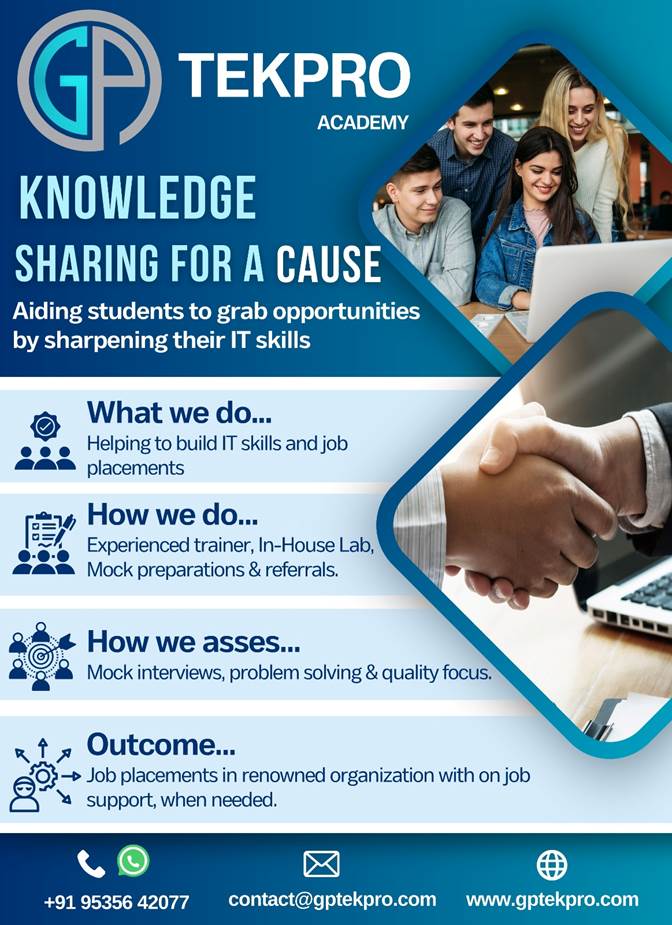 GP
TEKPRO
ACADEMY
KNOWLEDGE
SHARING FOR A CAUSE
Aiding students to grab opportunities
by sharpening their IT skills
What we do...
Helping to build IT skills and job
placements
How we do...
Experienced trainer, In-House Lab,
Mock preparations & referrals.
How we asses...
Mock interviews, problem solving & quality focus.
Outcome...
Job placements in renowned organization with on job
support, when needed.
+91 95356 42077
contact@gptekpro.com
www.gptekpro.com